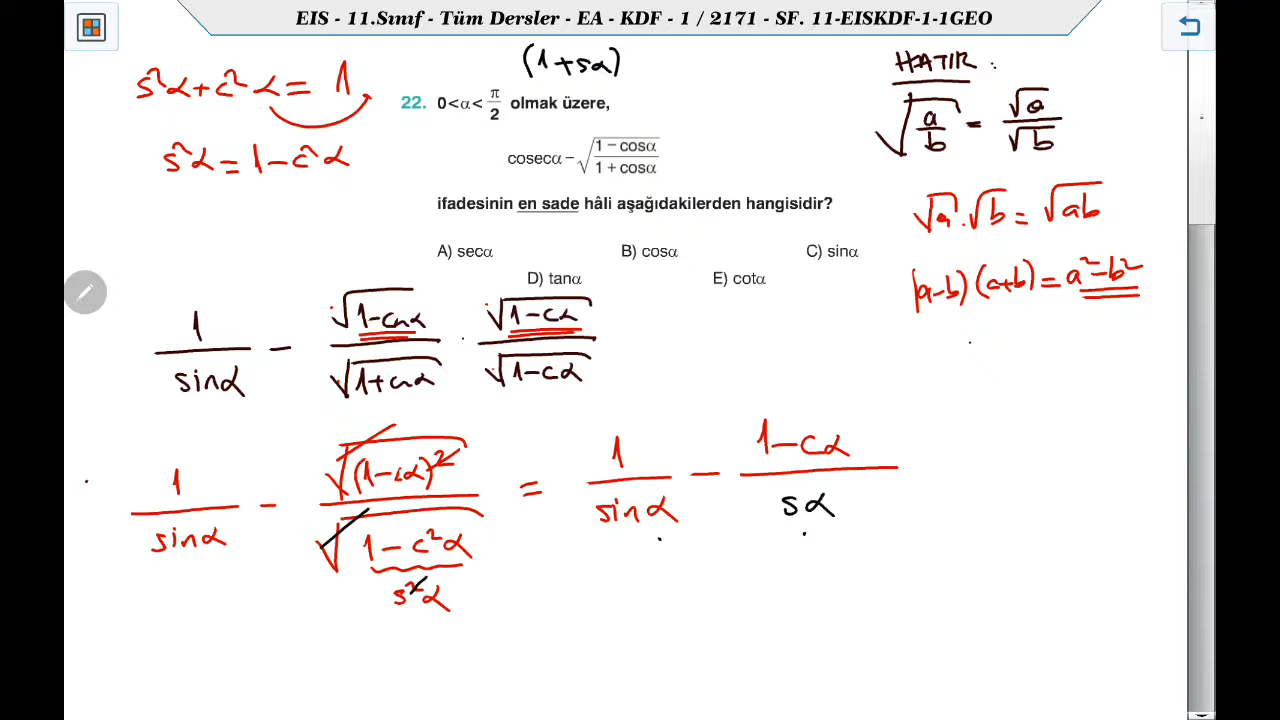 EIS - 11.Sınıf - Tüm Dersler - EA - KDF - 1 / 2171 - SF. 11-EISKDF-1-1GEO
(1+sα)
s²α+c²α=1
s²α=1-c²α
22. 0<α<π/2 olmak üzere,
cosecα - √((1 - cosα)/(1 + cosα))
ifadesinin en sade hâli aşağıdakilerden hangisidir?
A) secα B) cosα C) sinα
D) tanα E) cotα
HATIR
√(a/b) = √a/√b
√a.√b=√ab
(a-b)(a+b)=a²-b²
1/sinα - √(1-cosα)/√(1+cosα) . √(1-cα)/√(1-cα)
1/sinα - √((1-cα)²)/√(1-c²α) = 1/sinα - (1-cα)/sα
s²α